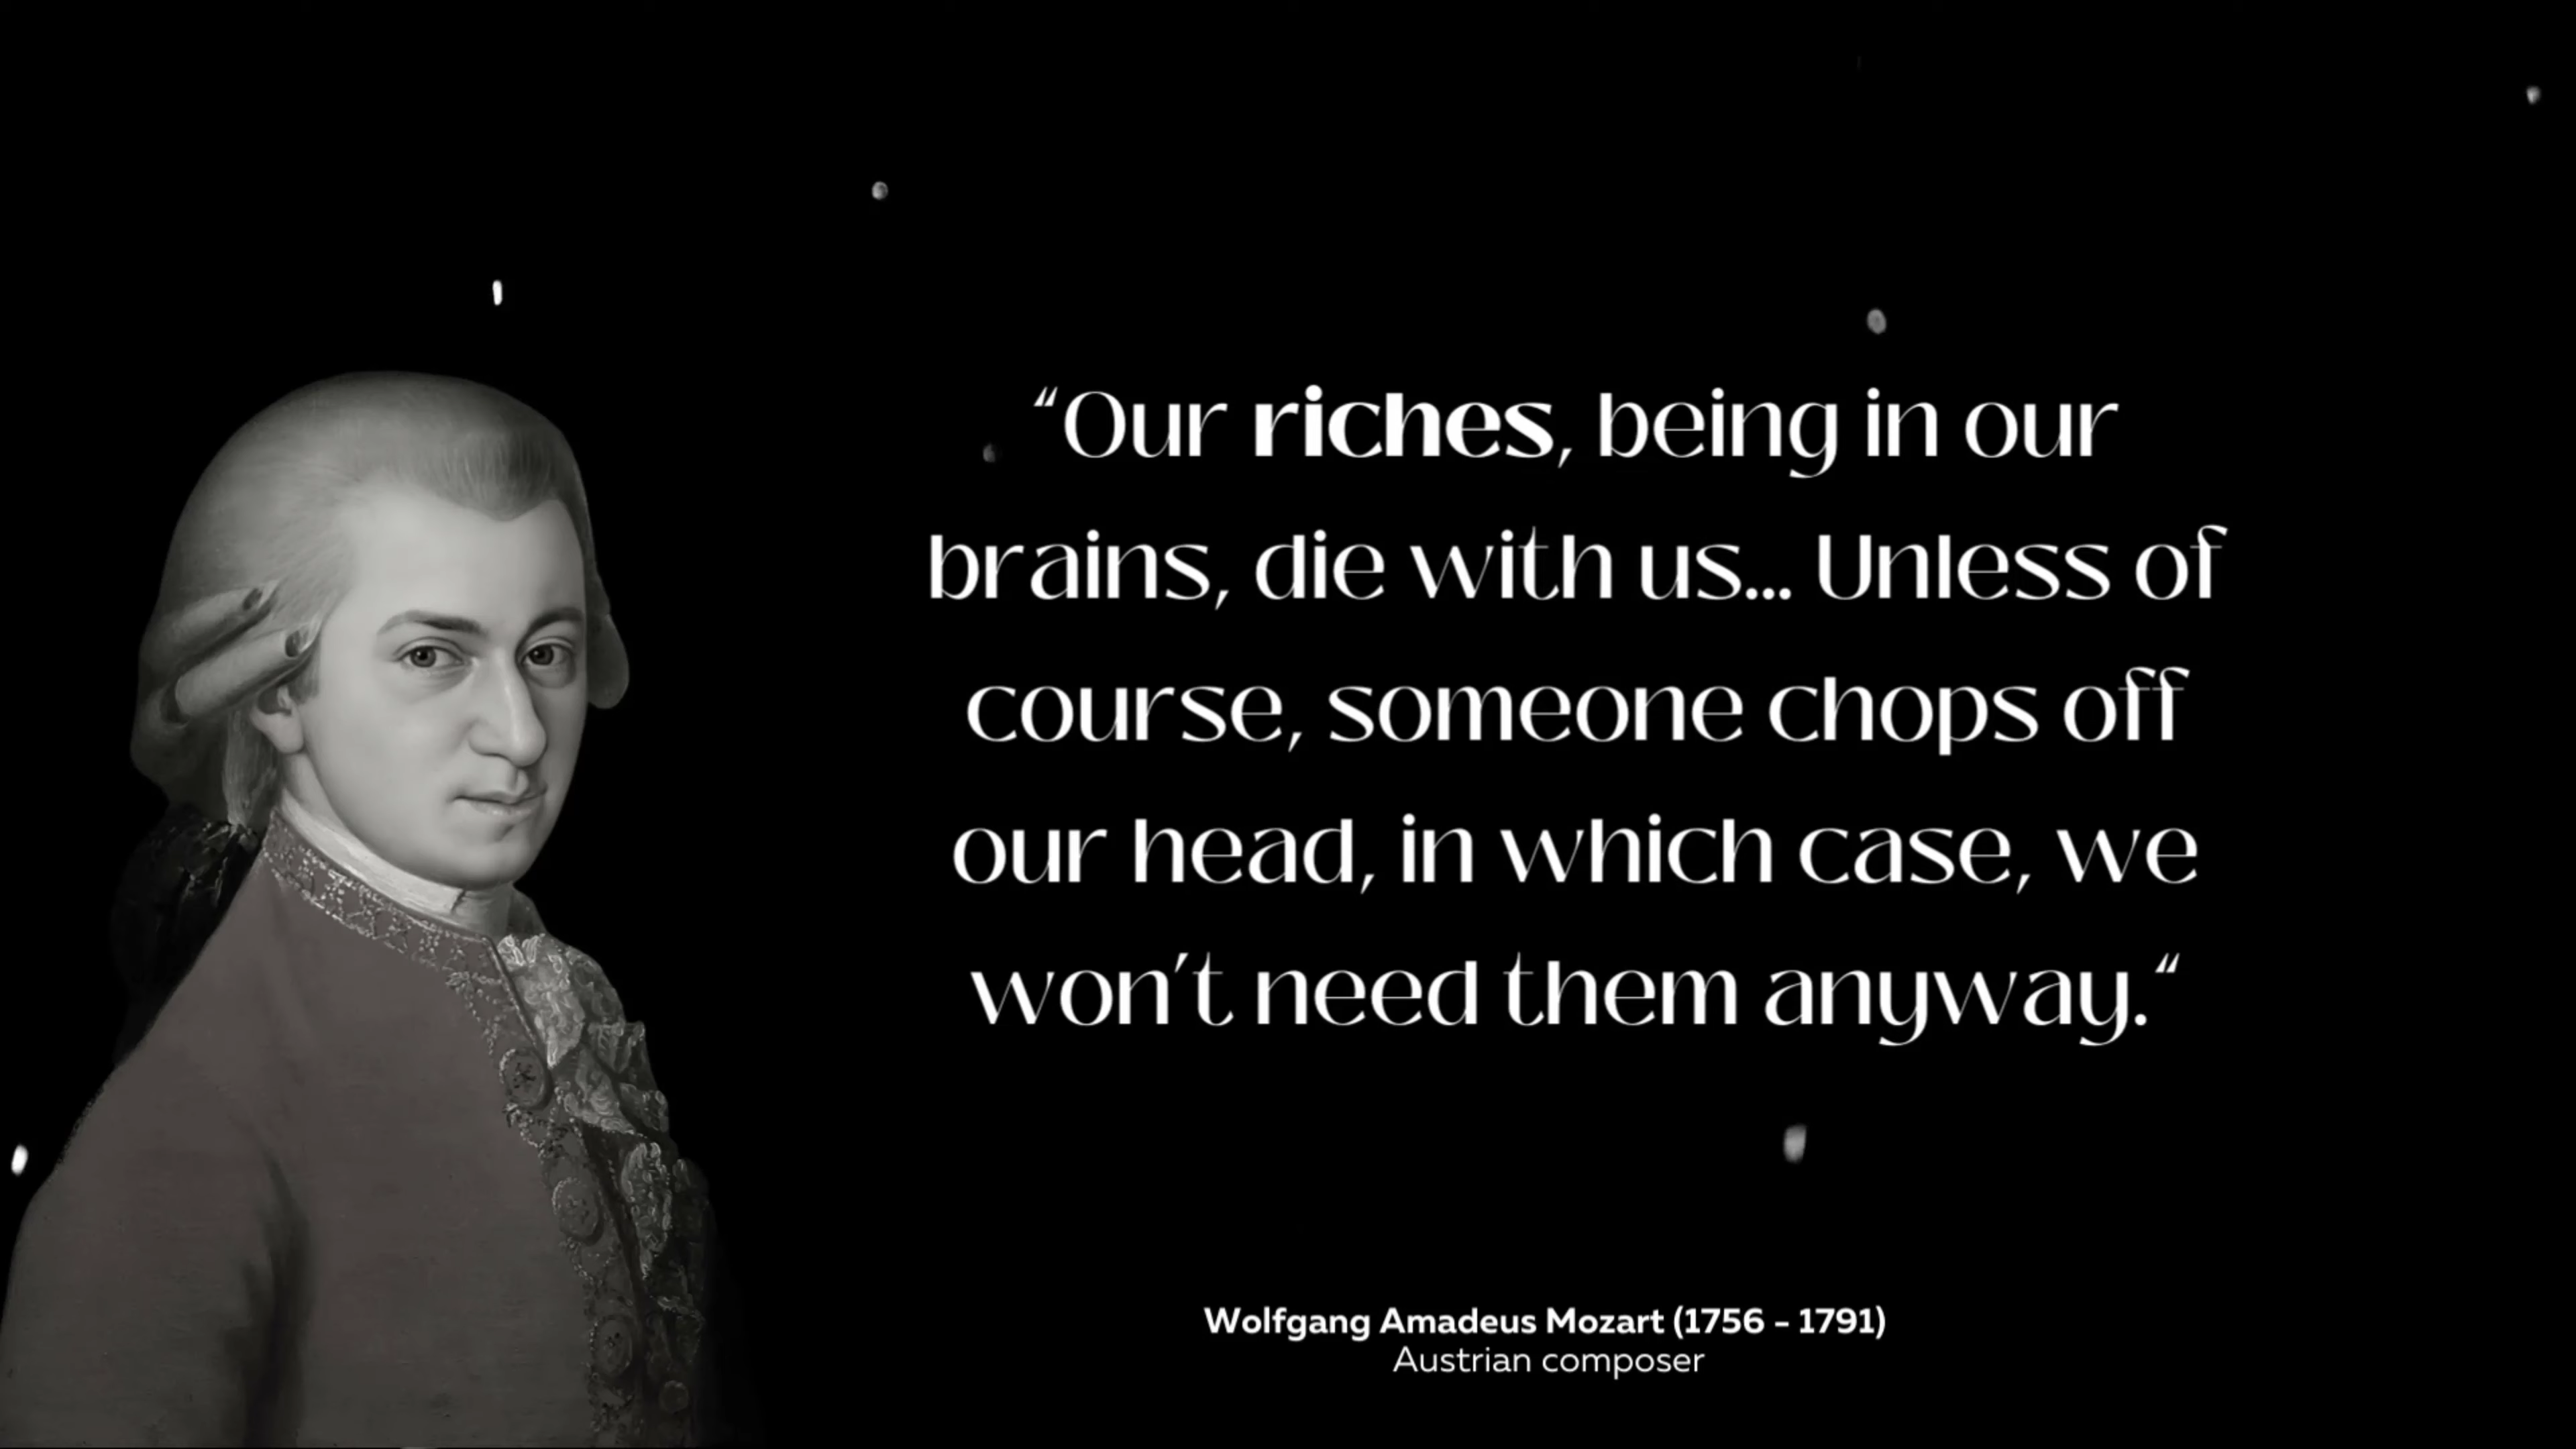 “Our riches, being in our
brains, die with us... Unless of
course, someone chops off
our head, in which case, we
won’t need them anyway.“
Wolfgang Amadeus Mozart (1756 - 1791)
Austrian composer